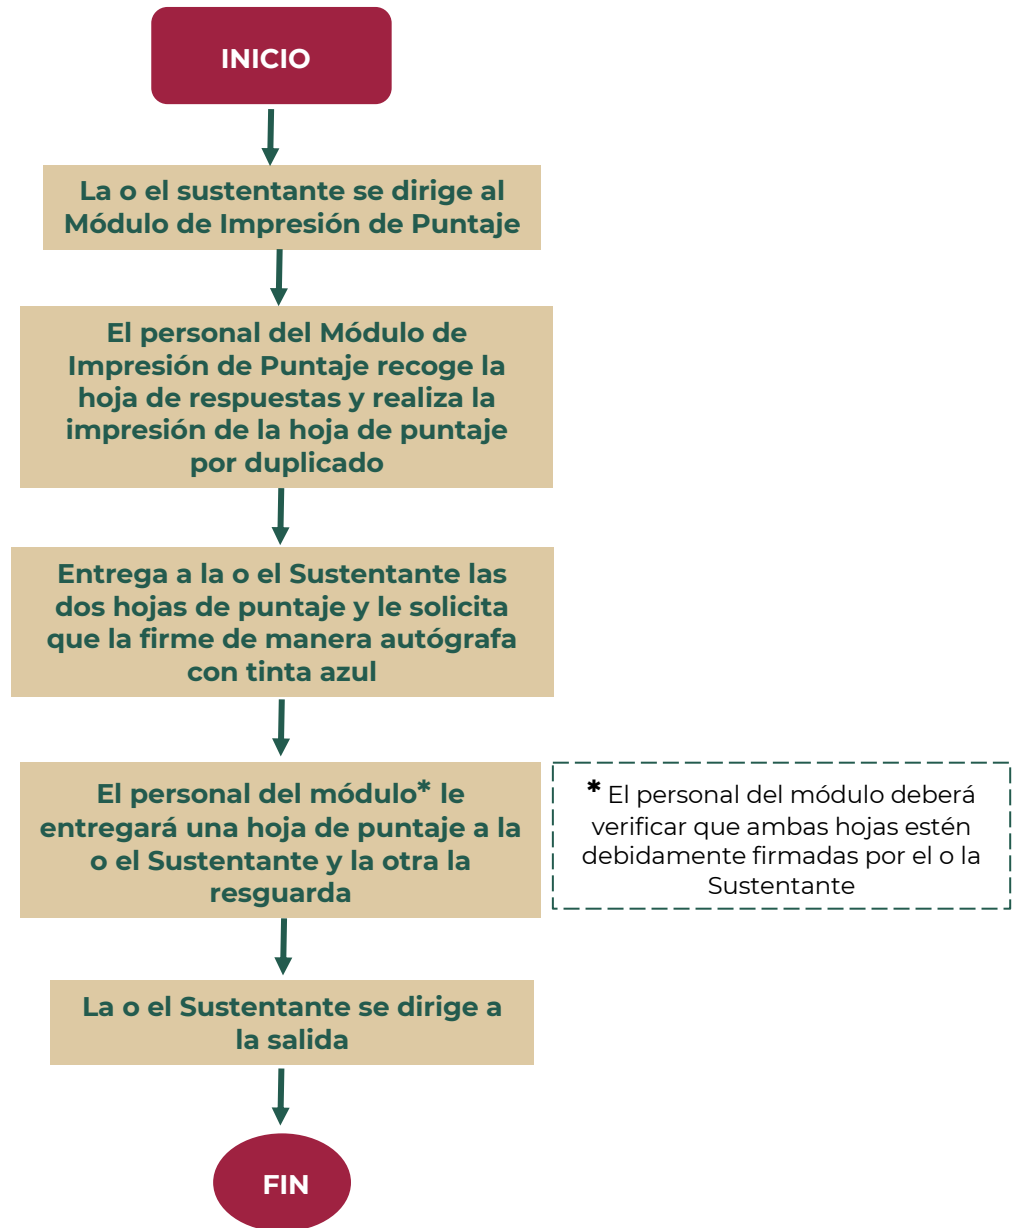 INICIO
La o el sustentante se dirige al
Módulo de Impresión de Puntaje
El personal del Módulo de
Impresión de Puntaje recoge la
hoja de respuestas y realiza la
impresión de la hoja de puntaje
por duplicado
Entrega a la o el Sustentante las
dos hojas de puntaje y le solicita
que la firme de manera autógrafa
con tinta azul
El personal del módulo* le
entregará una hoja de puntaje a la
o el Sustentante y la otra la
resguarda
* El personal del módulo deberá
verificar que ambas hojas estén
debidamente firmadas por el o la
Sustentante
La o el Sustentante se dirige a
la salida
FIN